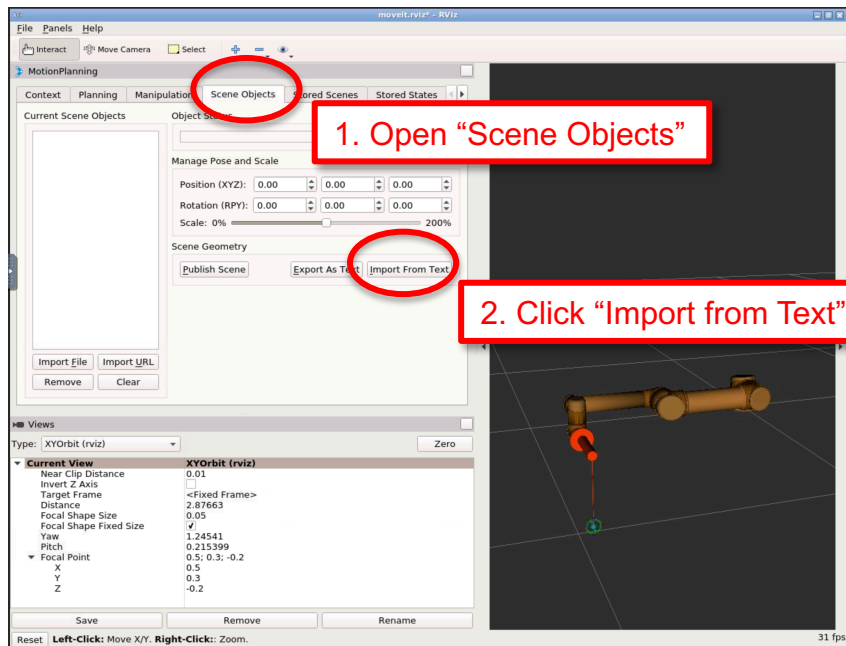 moveit.rviz* - RViz
File Panels Help
Interact Move Camera Select
MotionPlanning
Context Planning Manipulation Scene Objects Stored Scenes Stored States
Current Scene Objects
Object Status
1. Open “Scene Objects”
Manage Pose and Scale
Position (XYZ): 0.00 0.00 0.00
Rotation (RPY): 0.00 0.00 0.00
Scale: 0% 200%
Scene Geometry
Publish Scene Export As Text Import From Text
2. Click “Import from Text”
Import File Import URL
Remove Clear
Views
Type: XYOrbit (rviz) Zero
Current View XYOrbit (rviz)
Near Clip Distance 0.01
Invert Z Axis
Target Frame <Fixed Frame>
Distance 2.87663
Focal Shape Size 0.05
Focal Shape Fixed Size
Yaw 1.24541
Pitch 0.215399
Focal Point 0.5; 0.3; -0.2
X 0.5
Y 0.3
Z -0.2
Save Remove Rename
Reset Left-Click: Move X/Y. Right-Click:: Zoom. 31 fps